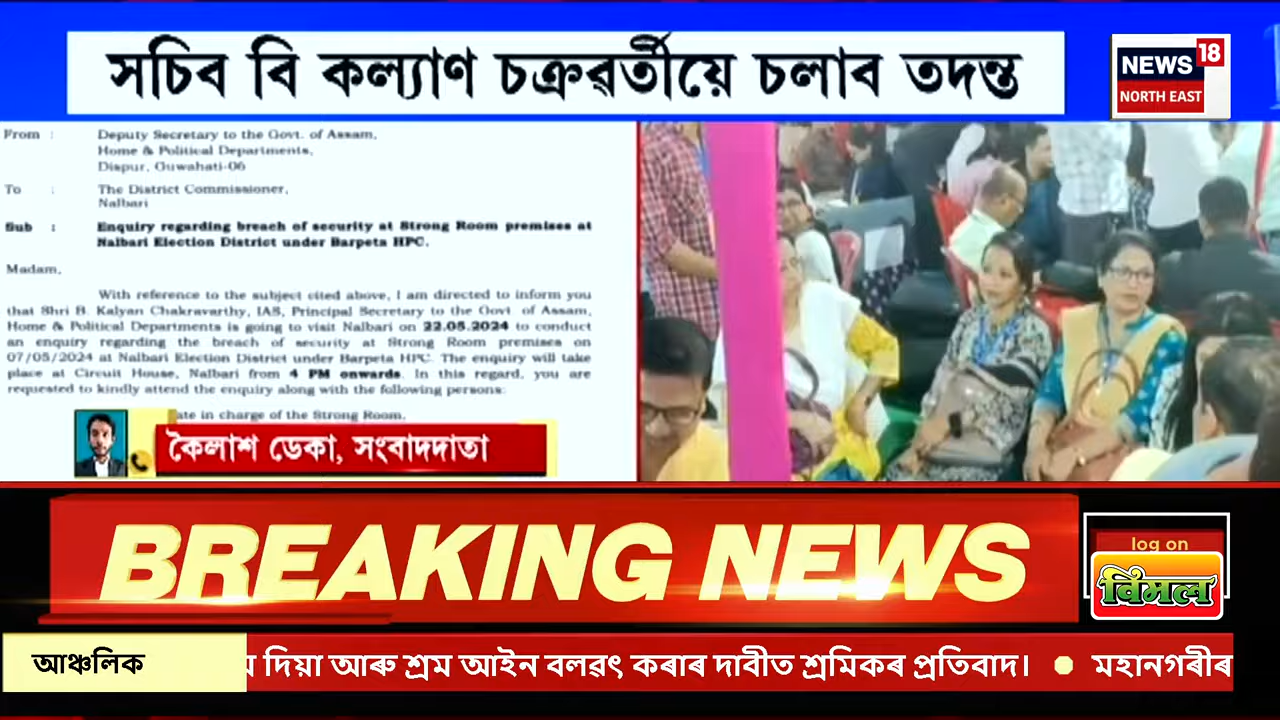 সচিব বি কল্যাণ চক্ৰৱৰ্তীয়ে চলাব তদন্ত
NEWS 18
NORTH EAST
From : Deputy Secretary to the Govt. of Assam,
Home & Political Departments,
Dispur, Guwahati-06
To : The District Commissioner,
Nalbari
Sub : Enquiry regarding breach of security at Strong Room premises at
Nalbari Election District under Barpeta HPC.
Madam,
With reference to the subject cited above, I am directed to inform you
that Shri B. Kalyan Chakravarthy, IAS, Principal Secretary to the Govt. of Assam,
Home & Political Departments is going to visit Nalbari on 22.05.2024 to conduct
an enquiry regarding the breach of security at Strong Room premises on
07/05/2024 at Nalbari Election District under Barpeta HPC. The enquiry will take
place at Circuit House, Nalbari from 4 PM onwards. In this regard, you are
requested to kindly attend the enquiry along with the following persons:
ate in charge of the Strong Room.
কৈলাশ ডেকা, সংবাদদাতা
BREAKING NEWS
log on
বিমল
আঞ্চলিক
দিয়া আৰু শ্ৰম আইন বলৱৎ কৰাৰ দাবীত শ্ৰমিকৰ প্ৰতিবাদ। মহানগৰীৰ